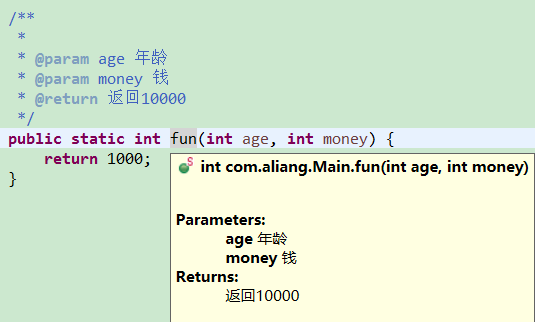 /**
 *
 * @param age 年龄
 * @param money 钱
 * @return 返回10000
 */
public static int fun(int age, int money) {
    return 1000;
}
int com.aliang.Main.fun(int age, int money)
Parameters:
age 年龄
money 钱
Returns:
返回10000